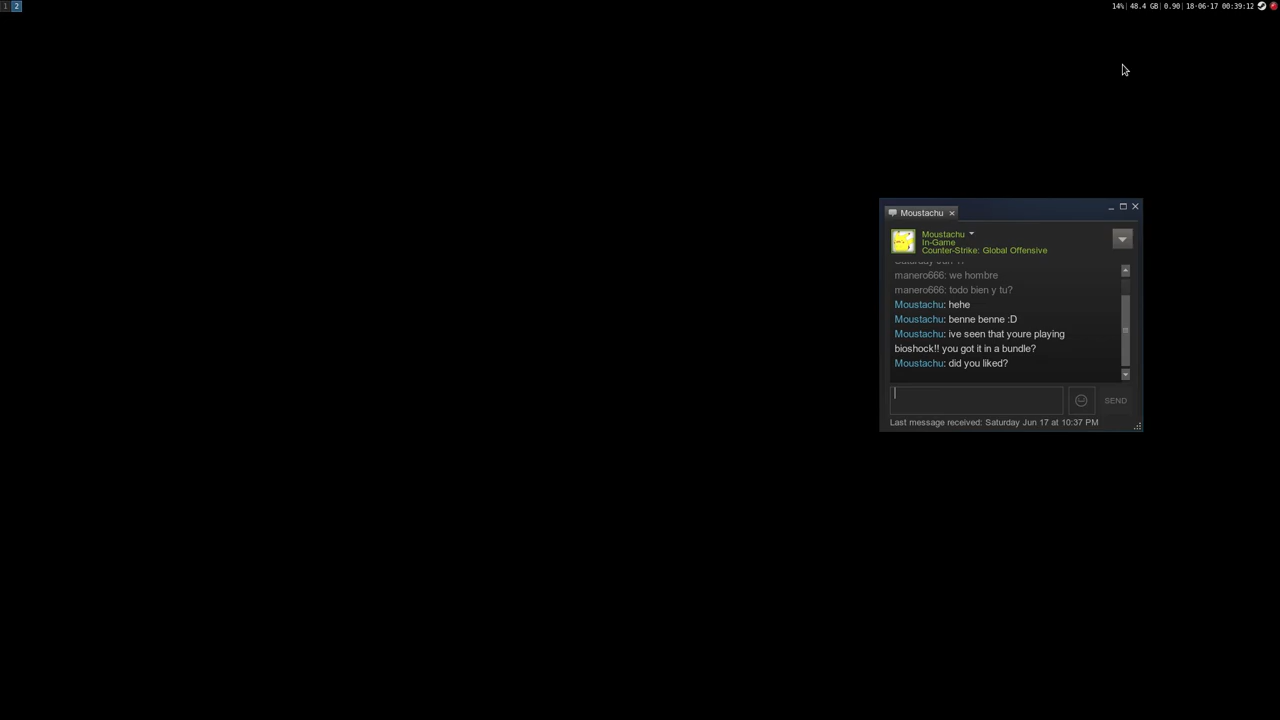 1 2
14%| 48.4 GB| 0.90| 18-06-17 00:39:12
Moustachu
Moustachu
In-Game
Counter-Strike: Global Offensive
manero666: we hombre
manero666: todo bien y tu?
Moustachu: hehe
Moustachu: benne benne :D
Moustachu: ive seen that youre playing
bioshock!! you got it in a bundle?
Moustachu: did you liked?
SEND
Last message received: Saturday Jun 17 at 10:37 PM